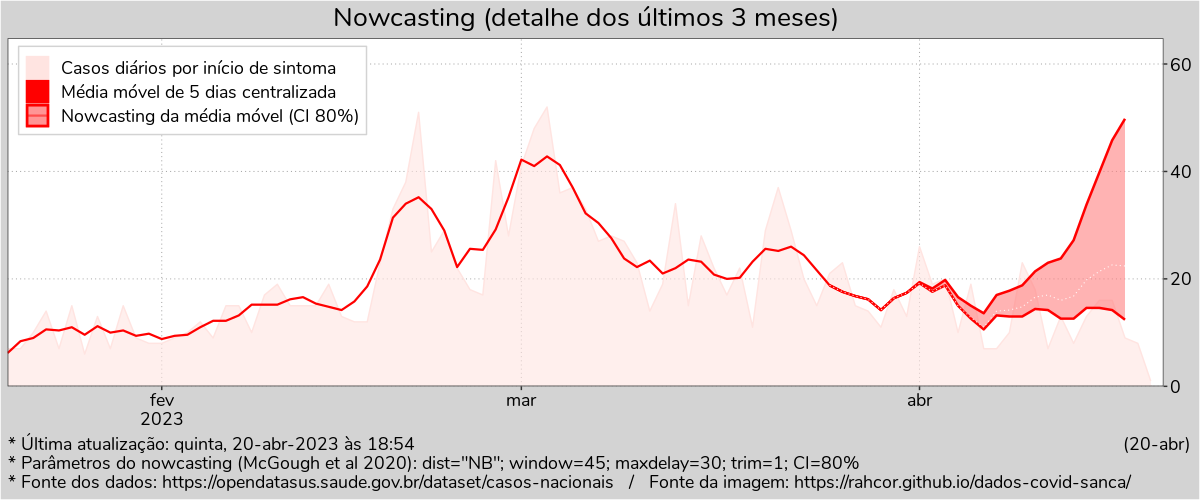 Nowcasting (detalhe dos últimos 3 meses)
Casos diários por início de sintoma
Média móvel de 5 dias centralizada
Nowcasting da média móvel (CI 80%)
60
40
20
0
fev
2023
mar
abr
* Última atualização: quinta, 20-abr-2023 às 18:54
(20-abr)
* Parâmetros do nowcasting (McGough et al 2020): dist="NB"; window=45; maxdelay=30; trim=1; CI=80%
* Fonte dos dados: https://opendatasus.saude.gov.br/dataset/casos-nacionais / Fonte da imagem: https://rahcor.github.io/dados-covid-sanca/